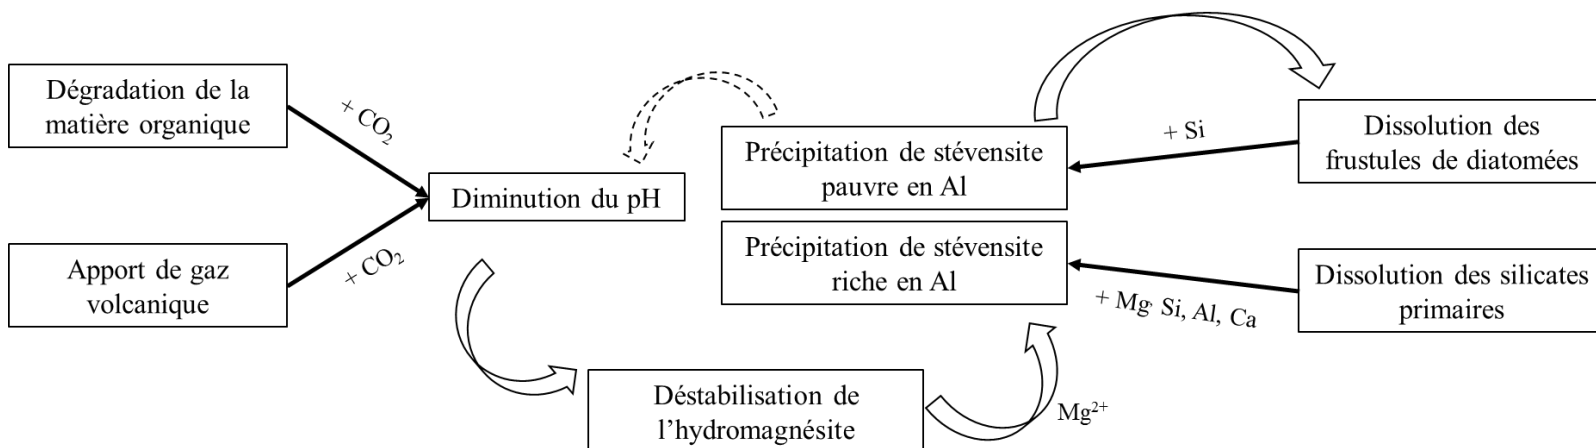 Dégradation de la
matière organique
+ CO₂
Apport de gaz
volcanique
+ CO₂
Diminution du pH
Précipitation de stévensite
pauvre en Al
Précipitation de stévensite
riche en Al
+ Si
Dissolution des
frustules de diatomées
Dissolution des silicates
primaires
+ Mg Si, Al, Ca
Déstabilisation de
l’hydromagnésite
Mg²⁺